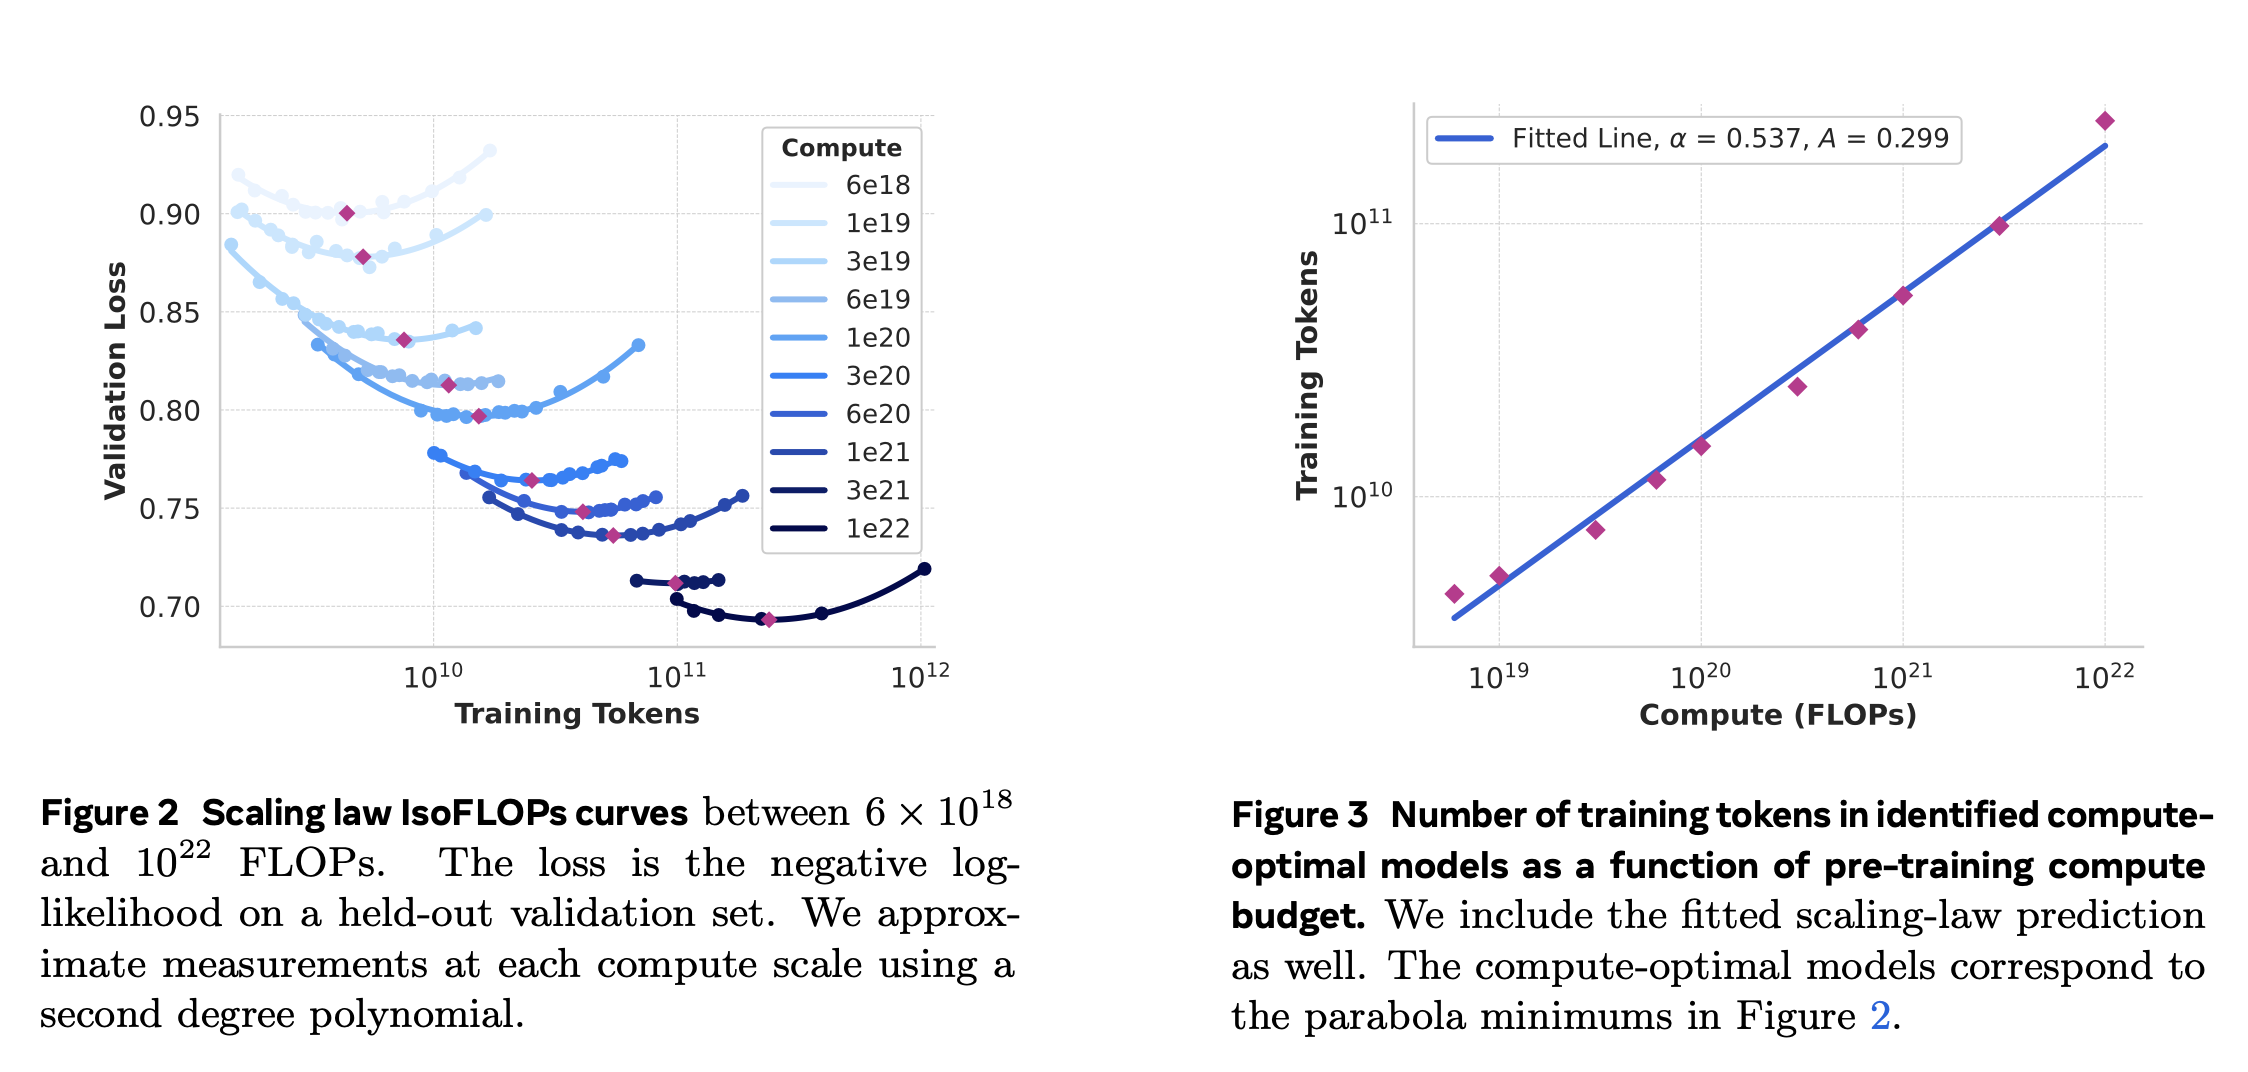 0.95
0.90
0.85
0.80
0.75
0.70
Validation Loss
10^10
10^11
10^12
Training Tokens
Compute
6e18
1e19
3e19
6e19
1e20
3e20
6e20
1e21
3e21
1e22
Figure 2 Scaling law IsoFLOPs curves between 6 × 10^18
and 10^22 FLOPs. The loss is the negative log-
likelihood on a held-out validation set. We approx-
imate measurements at each compute scale using a
second degree polynomial.
Fitted Line, α = 0.537, A = 0.299
10^11
10^10
Training Tokens
10^19
10^20
10^21
10^22
Compute (FLOPs)
Figure 3 Number of training tokens in identified compute-
optimal models as a function of pre-training compute
budget. We include the fitted scaling-law prediction
as well. The compute-optimal models correspond to
the parabola minimums in Figure 2.